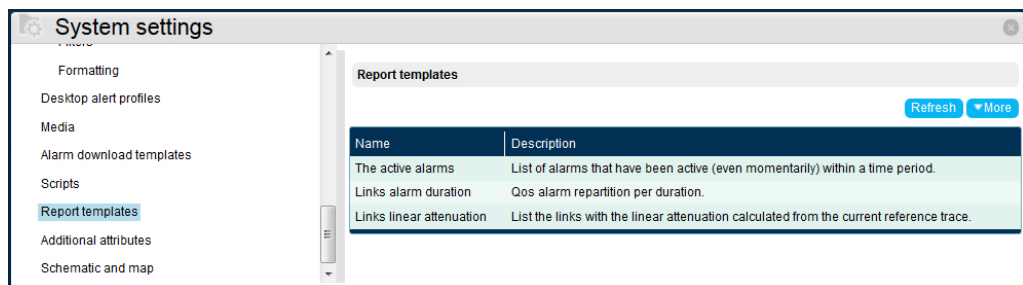 System settings
Filters
Formatting
Desktop alert profiles
Media
Alarm download templates
Scripts
Report templates
Additional attributes
Schematic and map
Report templates
Refresh ▼More
Name Description
The active alarms List of alarms that have been active (even momentarily) within a time period.
Links alarm duration Qos alarm repartition per duration.
Links linear attenuation List the links with the linear attenuation calculated from the current reference trace.